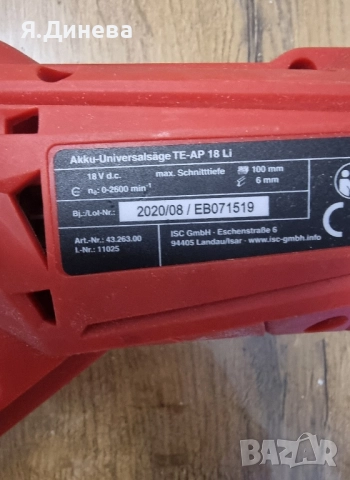 Я.Динева
Akku-Universalsäge TE-AP 18 Li
18 V d.c. max. Schnitttiefe 100 mm
n₀: 0-2600 min⁻¹ 6 mm
Bj./Lot-Nr.: 2020/08 / EB071519
Art.-Nr.: 43.263.00 ISC GmbH · Eschenstraße 6
I.-Nr.: 11025 94405 Landau/Isar · www.isc-gmbh.info
BAZAR